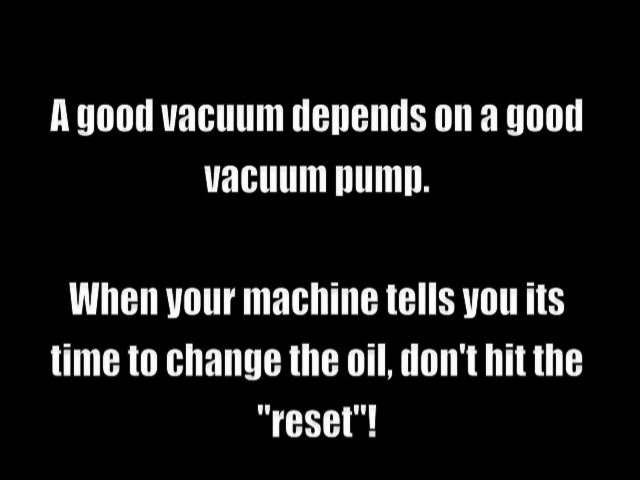 A good vacuum depends on a good
vacuum pump.
When your machine tells you its
time to change the oil, don't hit the
"reset"!